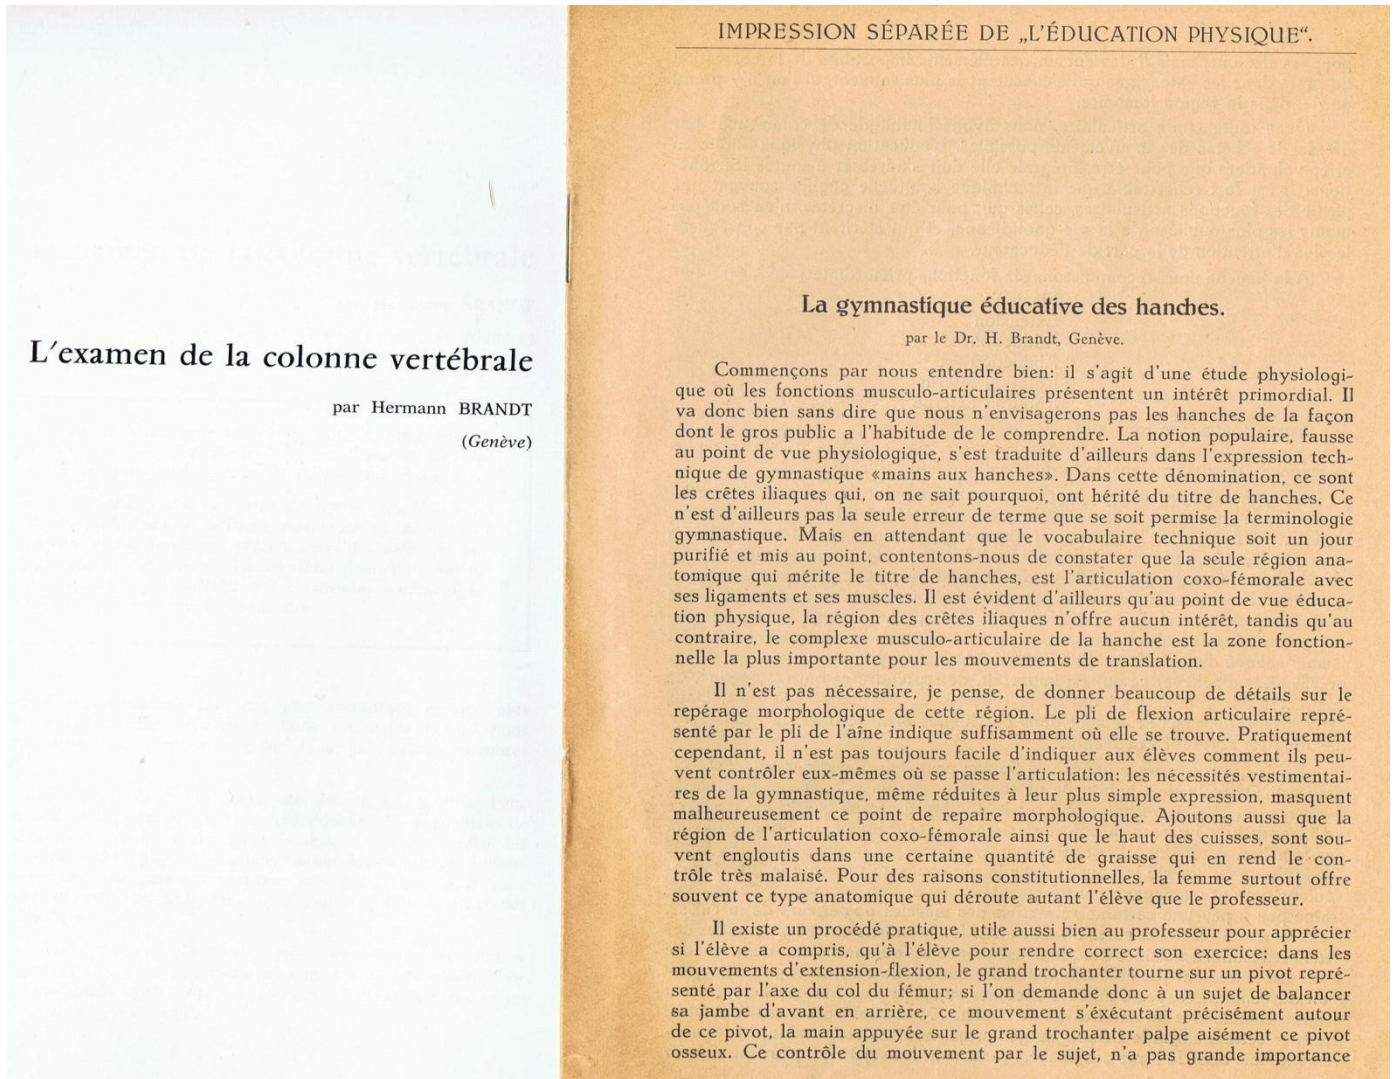 L'examen de la colonne vertébrale
par Hermann BRANDT
(Genève)
IMPRESSION SÉPARÉE DE „L'ÉDUCATION PHYSIQUE“.
La gymnastique éducative des hanches.
par le Dr. H. Brandt, Genève.
Commençons par nous entendre bien: il s'agit d'une étude physiologi-
que où les fonctions musculo-articulaires présentent un intérêt primordial. Il
va donc bien sans dire que nous n'envisagerons pas les hanches de la façon
dont le gros public a l'habitude de le comprendre. La notion populaire, fausse
au point de vue physiologique, s'est traduite d'ailleurs dans l'expression tech-
nique de gymnastique «mains aux hanches». Dans cette dénomination, ce sont
les crêtes iliaques qui, on ne sait pourquoi, ont hérité du titre de hanches. Ce
n'est d'ailleurs pas la seule erreur de terme que se soit permise la terminologie
gymnastique. Mais en attendant que le vocabulaire technique soit un jour
purifié et mis au point, contentons-nous de constater que la seule région ana-
tomique qui mérite le titre de hanches, est l'articulation coxo-fémorale avec
ses ligaments et ses muscles. Il est évident d'ailleurs qu'au point de vue éduca-
tion physique, la région des crêtes iliaques n'offre aucun intérêt, tandis qu'au
contraire, le complexe musculo-articulaire de la hanche est la zone fonction-
nelle la plus importante pour les mouvements de translation.
Il n'est pas nécessaire, je pense, de donner beaucoup de détails sur le
repérage morphologique de cette région. Le pli de flexion articulaire repré-
senté par le pli de l'aîne indique suffisamment où elle se trouve. Pratiquement
cependant, il n'est pas toujours facile d'indiquer aux élèves comment ils peu-
vent contrôler eux-mêmes où se passe l'articulation: les nécessités vestimentai-
res de la gymnastique, même réduites à leur plus simple expression, masquent
malheureusement ce point de repaire morphologique. Ajoutons aussi que la
région de l'articulation coxo-fémorale ainsi que le haut des cuisses, sont sou-
vent engloutis dans une certaine quantité de graisse qui en rend le con-
trôle très malaisé. Pour des raisons constitutionnelles, la femme surtout offre
souvent ce type anatomique qui déroute autant l'élève que le professeur.
Il existe un procédé pratique, utile aussi bien au professeur pour apprécier
si l'élève a compris, qu'à l'élève pour rendre correct son exercice: dans les
mouvements d'extension-flexion, le grand trochanter tourne sur un pivot repré-
senté par l'axe du col du fémur; si l'on demande donc à un sujet de balancer
sa jambe d'avant en arrière, ce mouvement s'éxécutant précisément autour
de ce pivot, la main appuyée sur le grand trochanter palpe aisément ce pivot
osseux. Ce contrôle du mouvement par le sujet, n'a pas grande importance